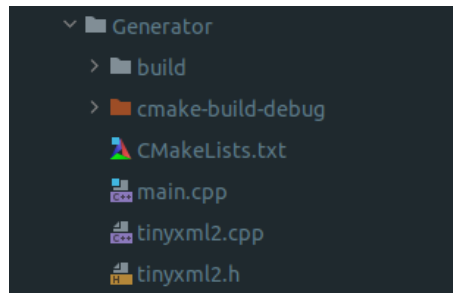 Generator
build
cmake-build-debug
CMakeLists.txt
C++ main.cpp
C++ tinyxml2.cpp
H tinyxml2.h